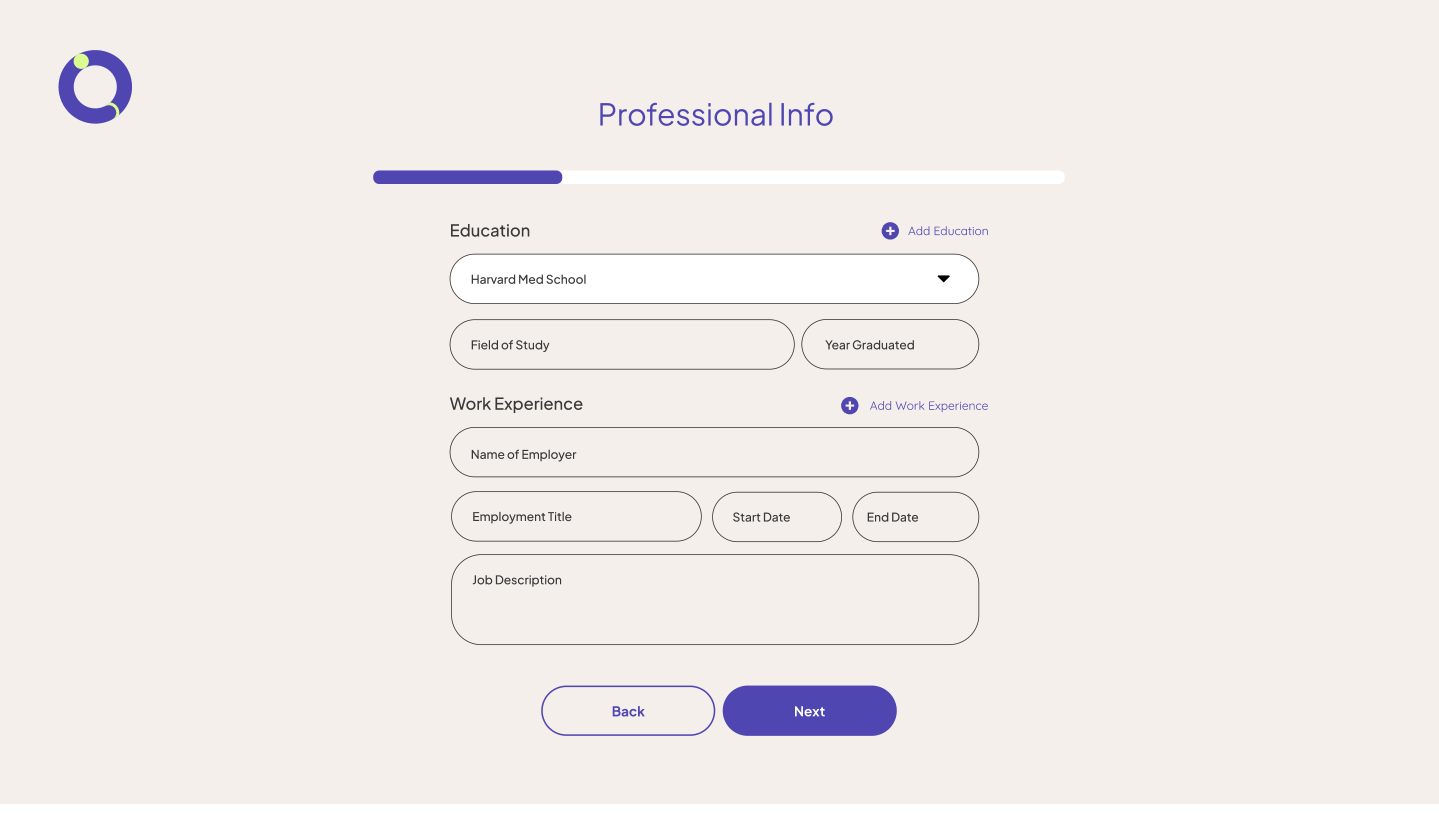 Professional Info
Education
Add Education
Harvard Med School
Field of Study
Year Graduated
Work Experience
Add Work Experience
Name of Employer
Employment Title
Start Date
End Date
Job Description
Back
Next